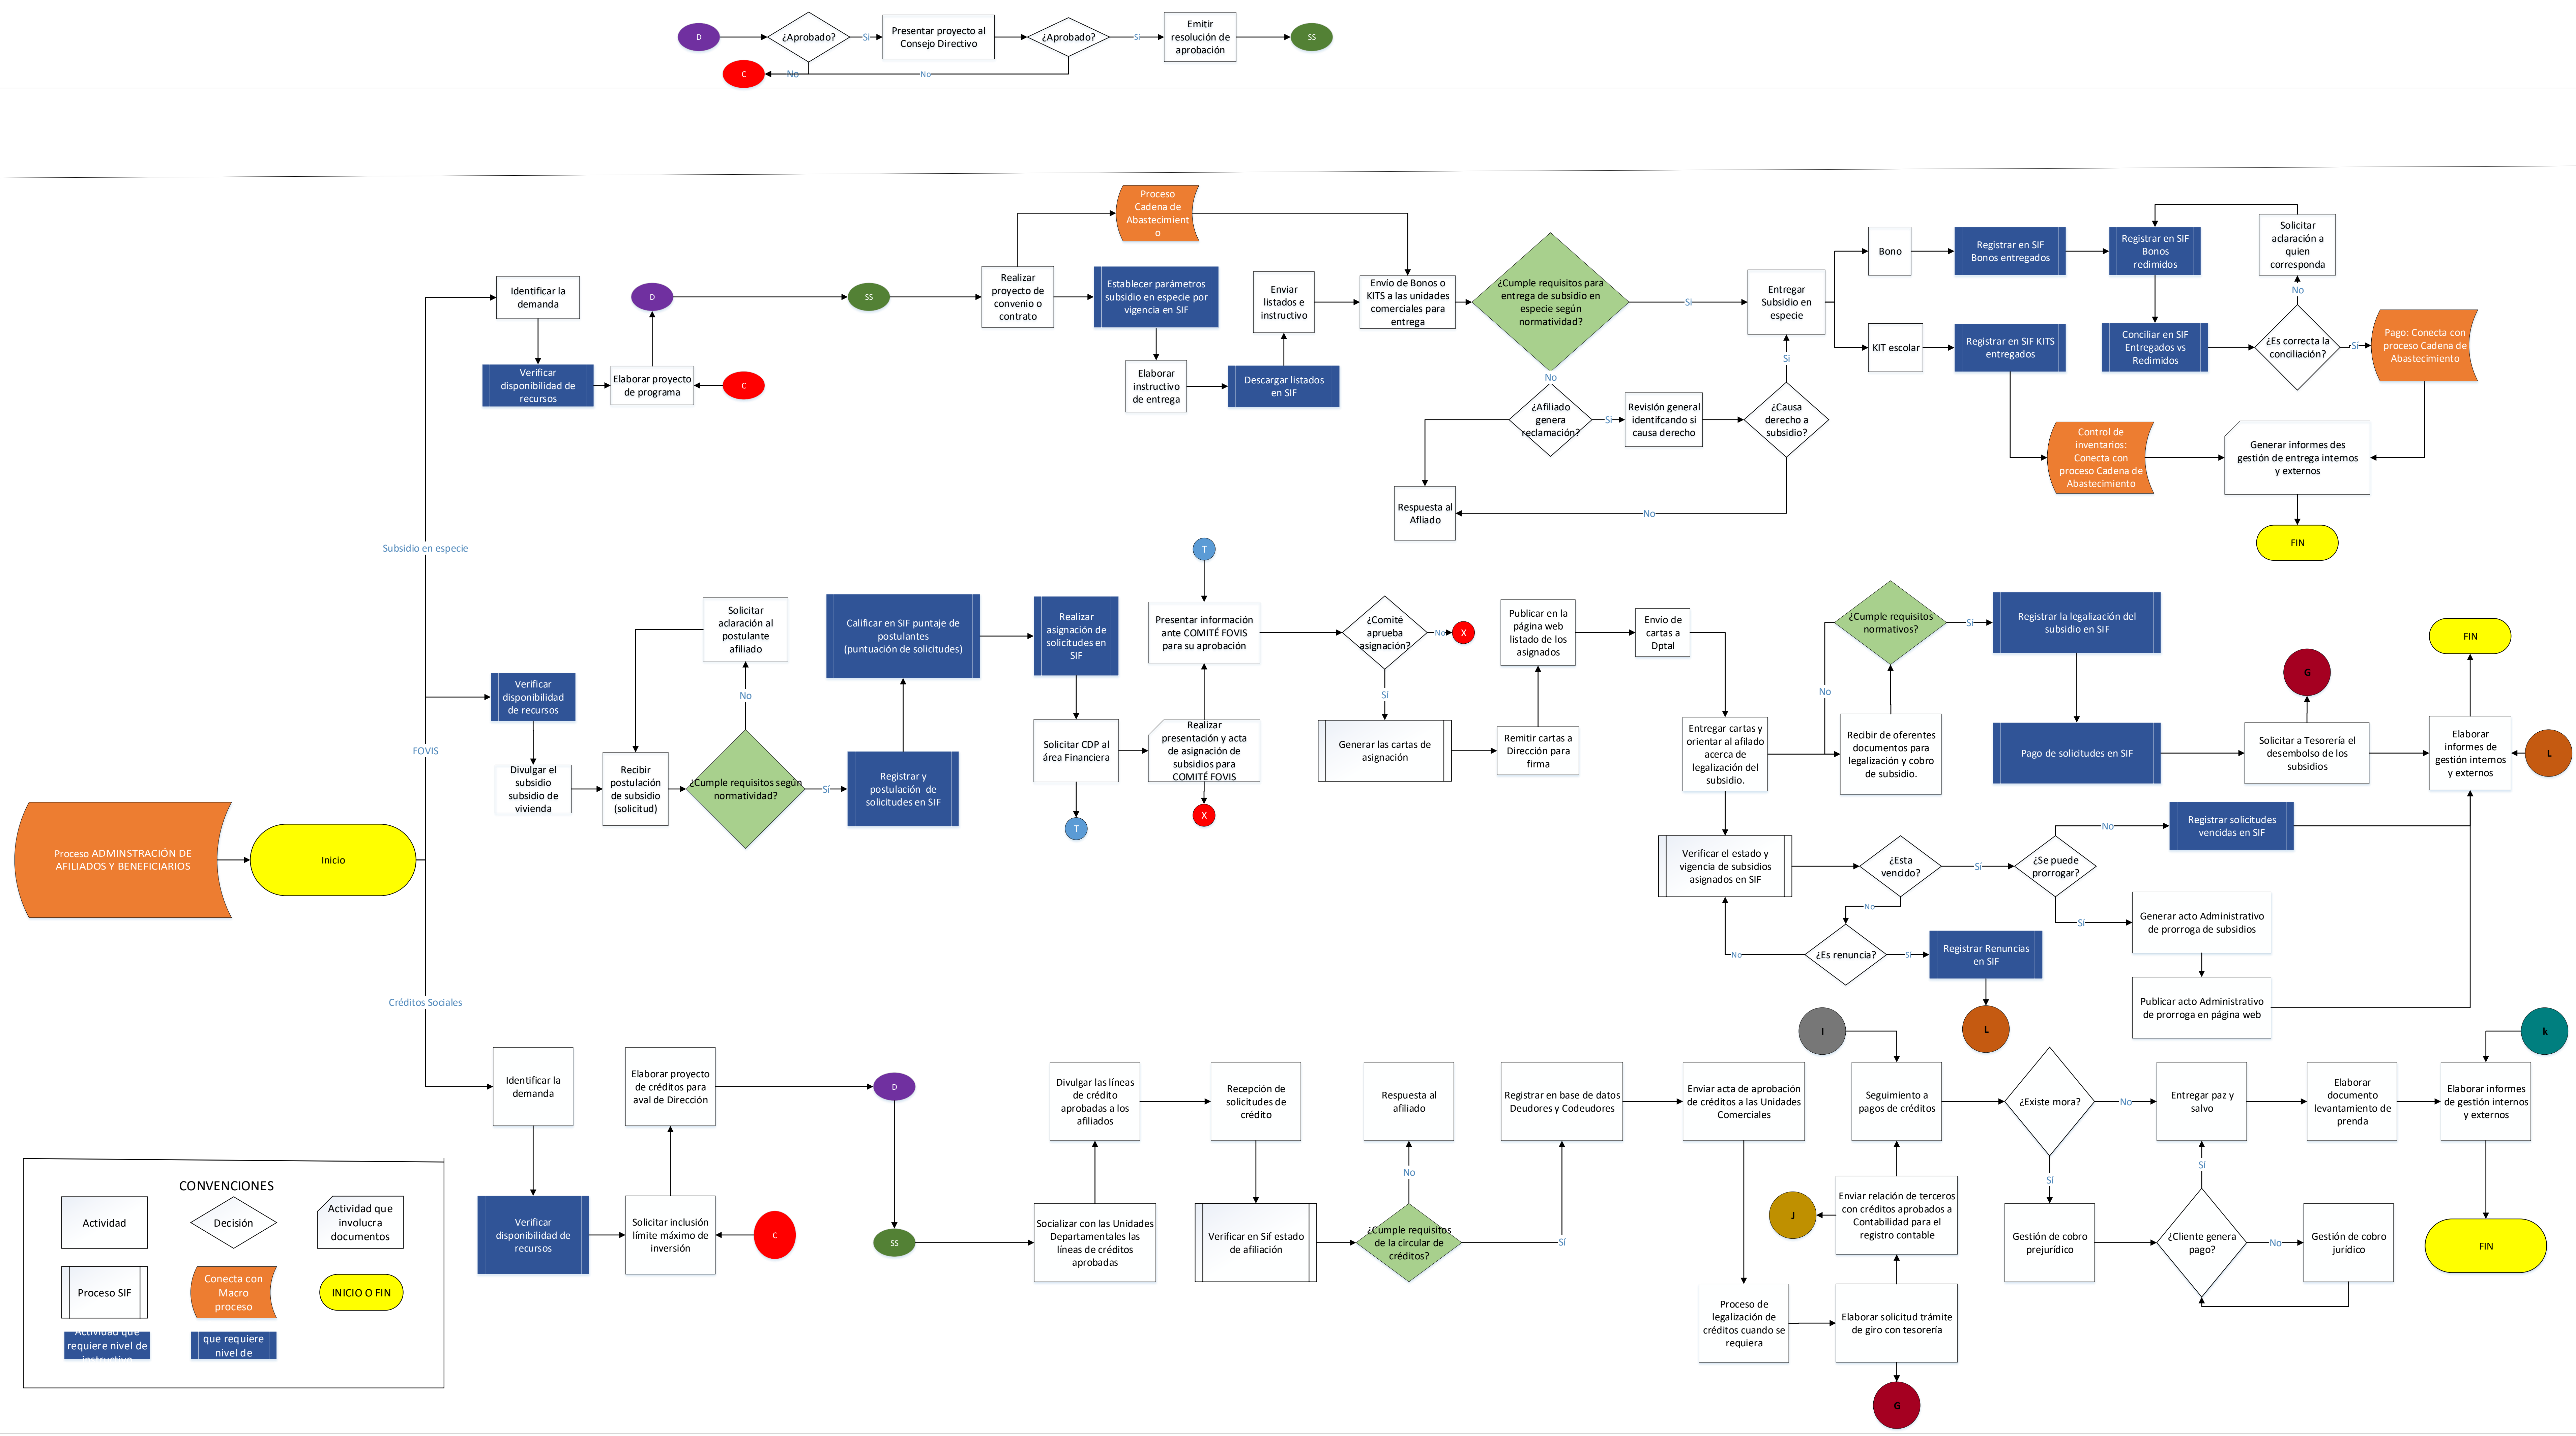 D
¿Aprobado?
Si
Presentar proyecto al
Consejo Directivo
¿Aprobado?
Si
Emitir
resolución de
aprobación
SS
C
No
No
Proceso
Cadena de
Abastecimient
o
Identificar la
demanda
D
SS
Realizar
proyecto de
convenio o
contrato
Establecer parámetros
subsidio en especie por
vigencia en SIF
Enviar
listados e
instructivo
Envío de Bonos o
KITS a las unidades
comerciales para
entrega
¿Cumple requisitos para
entrega de subsidio en
especie según
normatividad?
Si
Entregar
Subsidio en
especie
Bono
Registrar en SIF
Bonos entregados
Registrar en SIF
Bonos
redimidos
Solicitar
aclaración a
quien
corresponda
No
KIT escolar
Registrar en SIF KITS
entregados
Conciliar en SIF
Entregados vs
Redimidos
¿Es correcta la
conciliación?
Sí
Pago: Conecta con
proceso Cadena de
Abastecimiento
Verificar
disponibilidad de
recursos
Elaborar proyecto
de programa
C
Elaborar
instructivo
de entrega
Descargar listados
en SIF
No
¿Afiliado
genera
reclamación?
Si
RevisIón general
identifcando si
causa derecho
Si
¿Causa
derecho a
subsidio?
Control de
inventarios:
Conecta con
proceso Cadena de
Abastecimiento
Generar informes des
gestión de entrega internos
y externos
Respuesta al
Afliado
No
FIN
Subsidio en especie
T
Solicitar
aclaración al
postulante
afiliado
No
Calificar en SIF puntaje de
postulantes
(puntuación de solicitudes)
Realizar
asignación de
solicitudes en
SIF
Presentar información
ante COMITÉ FOVIS
para su aprobación
¿Comité
aprueba
asignación?
No
X
Sí
Publicar en la
página web
listado de los
asignados
Envío de
cartas a
Dptal
¿Cumple requisitos
normativos?
Sí
No
Registrar la legalización del
subsidio en SIF
FIN
G
Verificar
disponibilidad
de recursos
FOVIS
Divulgar el
subsidio
subsidio de
vivienda
Recibir
postulación
de subsidio
(solicitud)
¿Cumple requisitos según
normatividad?
Sí
Registrar y
postulación de
solicitudes en SIF
Solicitar CDP al
área Financiera
Realizar
presentación y acta
de asignación de
subsidios para
COMITÉ FOVIS
Generar las cartas de
asignación
Remitir cartas a
Dirección para
firma
Entregar cartas y
orientar al afilado
acerca de
legalización del
subsidio.
Recibir de oferentes
documentos para
legalización y cobro
de subsidio.
Pago de solicitudes en SIF
Solicitar a Tesorería el
desembolso de los
subsidios
Elaborar
informes de
gestión internos
y externos
L
T
X
Proceso ADMINSTRACIÓN DE
AFILIADOS Y BENEFICIARIOS
Inicio
Verificar el estado y
vigencia de subsidios
asignados en SIF
¿Esta
vencido?
Sí
¿Se puede
prorrogar?
No
Registrar solicitudes
vencidas en SIF
No
Sí
Generar acto Administrativo
de prorroga de subsidios
No
¿Es renuncia?
Sí
Registrar Renuncias
en SIF
Publicar acto Administrativo
de prorroga en página web
L
Créditos Sociales
I
k
Identificar la
demanda
Elaborar proyecto
de créditos para
aval de Dirección
D
Divulgar las líneas
de crédito
aprobadas a los
afiliados
Recepción de
solicitudes de
crédito
Respuesta al
afiliado
Registrar en base de datos
Deudores y Codeudores
Enviar acta de aprobación
de créditos a las Unidades
Comerciales
Seguimiento a
pagos de créditos
¿Existe mora?
No
Entregar paz y
salvo
Elaborar
documento
levantamiento de
prenda
Elaborar informes
de gestión internos
y externos
No
Sí
Sí
Verificar
disponibilidad de
recursos
Solicitar inclusión
límite máximo de
inversión
C
SS
Socializar con las Unidades
Departamentales las
líneas de créditos
aprobadas
Verificar en Sif estado
de afiliación
¿Cumple requisitos
de la circular de
créditos?
Sí
J
Enviar relación de terceros
con créditos aprobados a
Contabilidad para el
registro contable
Gestión de cobro
prejurídico
¿Cliente genera
pago?
No
Gestión de cobro
jurídico
FIN
Proceso de
legalización de
créditos cuando se
requiera
Elaborar solicitud trámite
de giro con tesorería
G
CONVENCIONES
Actividad
Decisión
Actividad que
involucra
documentos
Proceso SIF
Conecta con
Macro
proceso
INICIO O FIN
Actividad que
requiere nivel de
instructivo
que requiere
nivel de